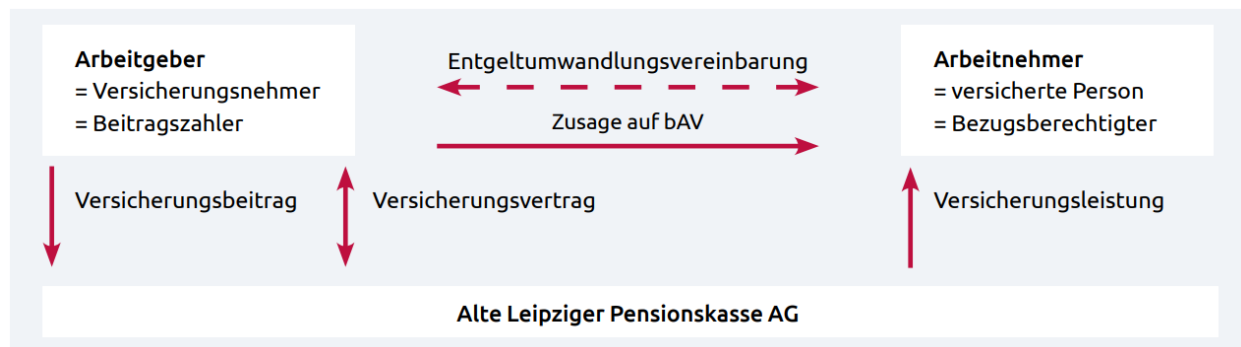 Arbeitgeber
= Versicherungsnehmer
= Beitragszahler
Entgeltumwandlungsvereinbarung
Zusage auf bAV
Arbeitnehmer
= versicherte Person
= Bezugsberechtigter
Versicherungsbeitrag
Versicherungsvertrag
Versicherungsleistung
Alte Leipziger Pensionskasse AG